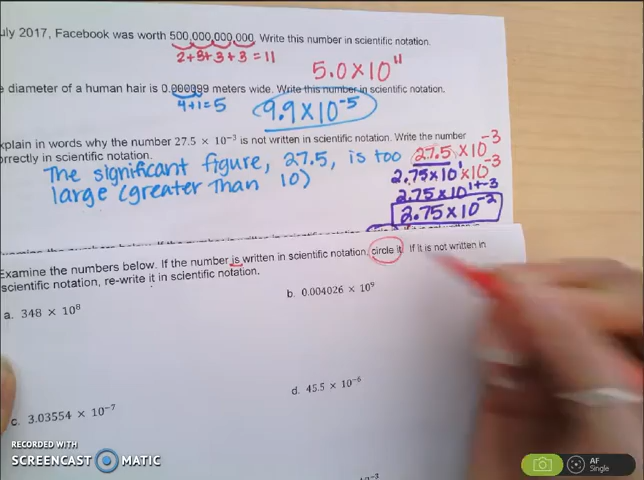 uly 2017, Facebook was worth 500,000,000,000. Write this number in scientific notation.
2+3+3+3=11
5.0×10¹¹
e diameter of a human hair is 0.000099 meters wide. Write this number in scientific notation.
4+1=5
9.9×10⁻⁵
xplain in words why the number 27.5 × 10⁻³ is not written in scientific notation. Write the number
orrectly in scientific notation.
The significant figure, 27.5, is too
large (greater than 10)
27.5×10⁻³
2.75×10¹×10⁻³
2.75×10¹⁺⁻³
2.75×10⁻²
Examine the numbers below. If the number is written in scientific notation, circle it. If it is not written in
scientific notation, re-write it in scientific notation.
a. 348 × 10⁸
b. 0.004026 × 10⁹
c. 3.03554 × 10⁻⁷
d. 45.5 × 10⁻⁶
RECORDED WITH
SCREENCAST MATIC
AF
Single